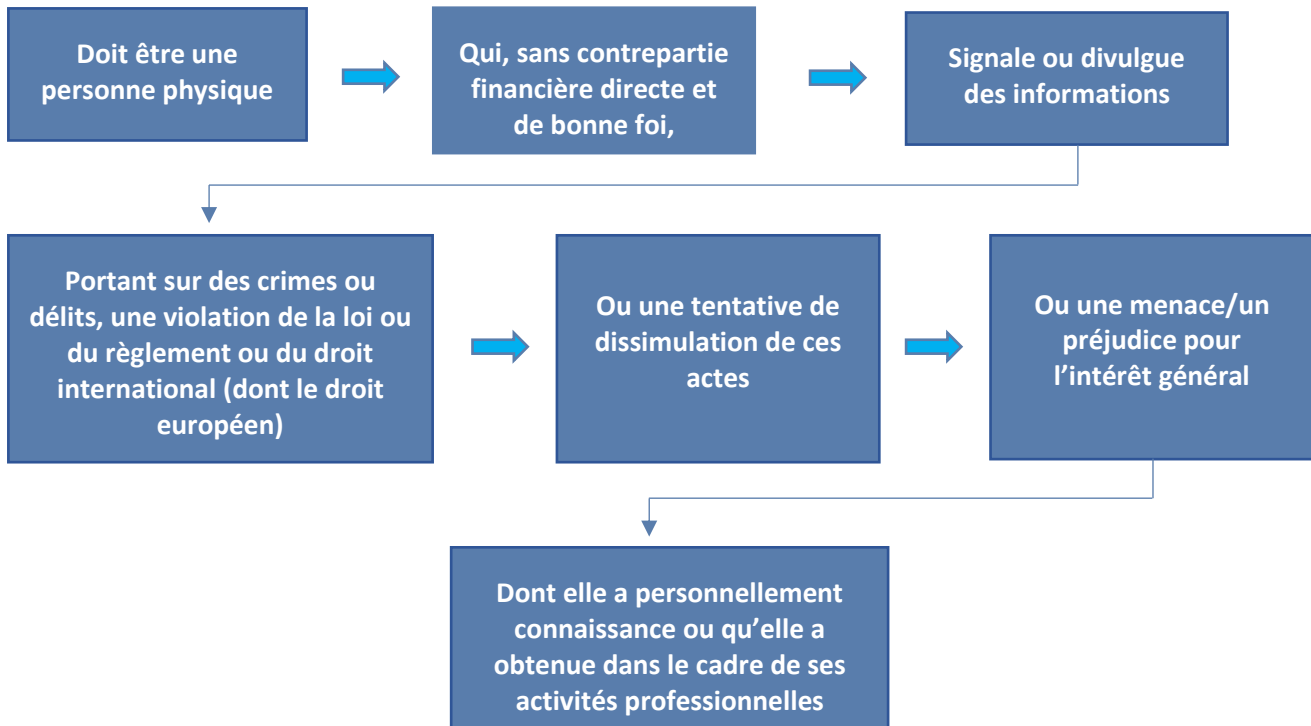 Doit être une
personne physique
Qui, sans contrepartie
financière directe et
de bonne foi,
Signale ou divulgue
des informations
Portant sur des crimes ou
délits, une violation de la loi ou
du règlement ou du droit
international (dont le droit
européen)
Ou une tentative de
dissimulation de ces
actes
Ou une menace/un
préjudice pour
l’intérêt général
Dont elle a personnellement
connaissance ou qu’elle a
obtenue dans le cadre de ses
activités professionnelles